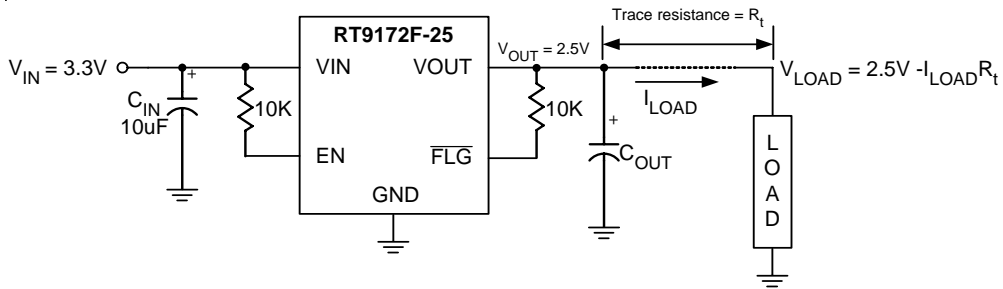 Trace resistance = Rt
RT9172F-25
VIN = 3.3V
VIN
VOUT
VOUT = 2.5V
VLOAD = 2.5V -ILOADRt
+
CIN
10uF
10K
10K
ILOAD
+
COUT
EN
FLG
GND
LOAD